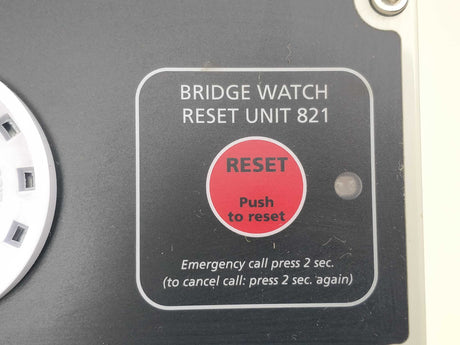 BRIDGE WATCH
RESET UNIT 821
RESET
Push
to reset
Emergency call press 2 sec.
(to cancel call: press 2 sec. again)